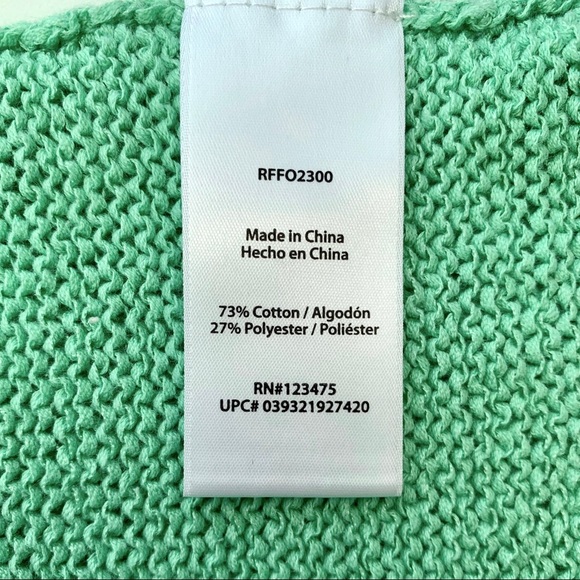 RFFO2300
Made in China
Hecho en China
73% Cotton / Algodón
27% Polyester / Poliéster
RN#123475
UPC# 039321927420